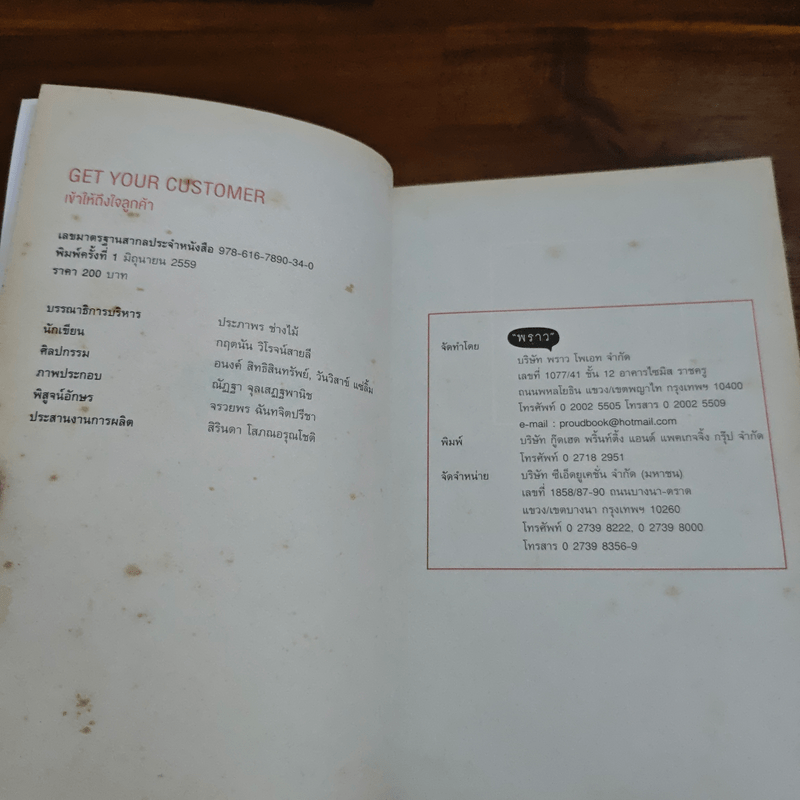 GET YOUR CUSTOMER
เข้าให้ถึงใจลูกค้า
เลขมาตรฐานสากลประจำหนังสือ 978-616-7890-34-0
พิมพ์ครั้งที่ 1 มิถุนายน 2559
ราคา 200 บาท
บรรณาธิการบริหาร ประภาพร ช่างไม้
นักเขียน กฤตนัน วิโรจน์สายลี
ศิลปกรรม อนงค์ สิทธิสินทรัพย์, วันวิสาข์ แซ่ลิ้ม
ภาพประกอบ ณัฏฐา จุลเสฎฐพานิช
พิสูจน์อักษร จรวยพร ฉันทจิตปรีชา
ประสานงานการผลิต สิรินดา โสภณอรุณโชติ
จัดทำโดย "พราว"
บริษัท พราว โพเอท จำกัด
เลขที่ 1077/41 ชั้น 12 อาคารไซมิส ราชครู
ถนนพหลโยธิน แขวง/เขตพญาไท กรุงเทพฯ 10400
โทรศัพท์ 0 2002 5505 โทรสาร 0 2002 5509
e-mail : proudbook@hotmail.com
พิมพ์ บริษัท กู๊ดเฮด พริ้นท์ติ้ง แอนด์ แพคเกจจิ้ง กรุ๊ป จำกัด
โทรศัพท์ 0 2718 2951
จัดจำหน่าย บริษัท ซีเอ็ดยูเคชั่น จำกัด (มหาชน)
เลขที่ 1858/87-90 ถนนบางนา-ตราด
แขวง/เขตบางนา กรุงเทพฯ 10260
โทรศัพท์ 0 2739 8222, 0 2739 8000
โทรสาร 0 2739 8356-9